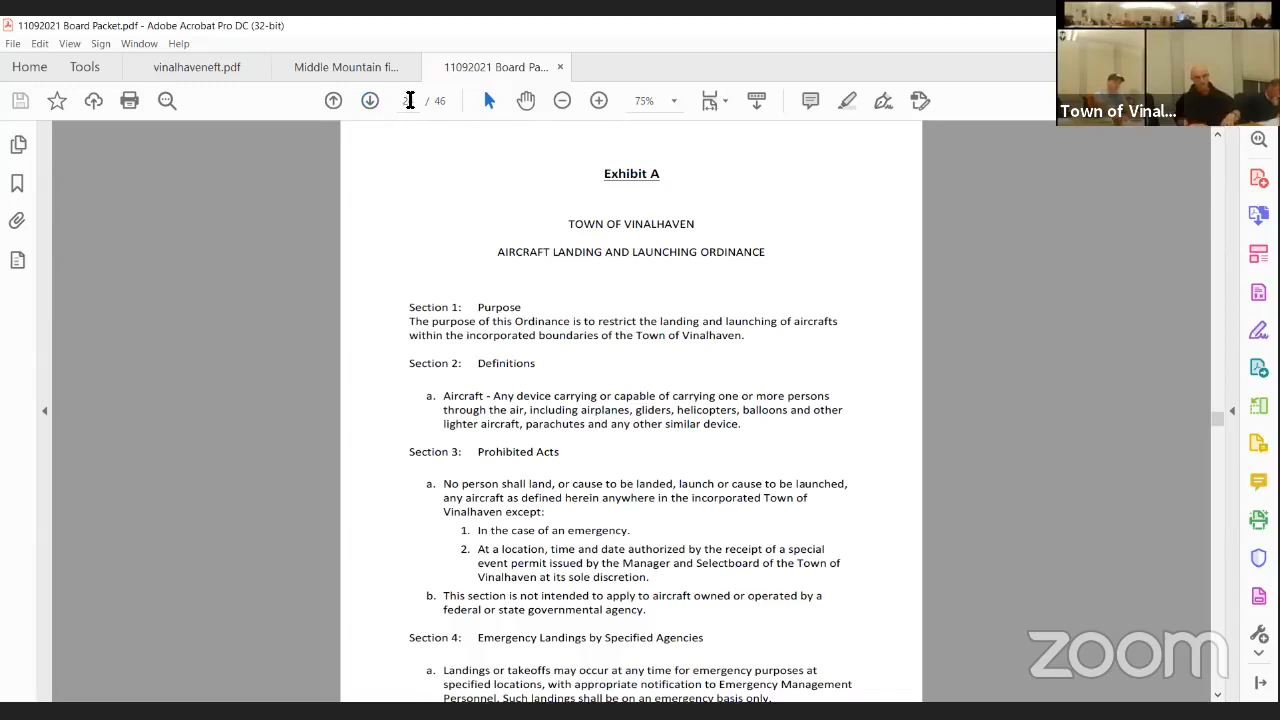 11092021 Board Packet.pdf - Adobe Acrobat Pro DC (32-bit)
File Edit View Sign Window Help
Home Tools vinalhaveneft.pdf Middle Mountain fi... 11092021 Board Pa... ×
/ 46 75%
Town of Vinal...
Exhibit A
TOWN OF VINALHAVEN
AIRCRAFT LANDING AND LAUNCHING ORDINANCE
Section 1: Purpose
The purpose of this Ordinance is to restrict the landing and launching of aircrafts
within the incorporated boundaries of the Town of Vinalhaven.
Section 2: Definitions
a. Aircraft - Any device carrying or capable of carrying one or more persons
through the air, including airplanes, gliders, helicopters, balloons and other
lighter aircraft, parachutes and any other similar device.
Section 3: Prohibited Acts
a. No person shall land, or cause to be landed, launch or cause to be launched,
any aircraft as defined herein anywhere in the incorporated Town of
Vinalhaven except:
1. In the case of an emergency.
2. At a location, time and date authorized by the receipt of a special
event permit issued by the Manager and Selectboard of the Town of
Vinalhaven at its sole discretion.
b. This section is not intended to apply to aircraft owned or operated by a
federal or state governmental agency.
Section 4: Emergency Landings by Specified Agencies
a. Landings or takeoffs may occur at any time for emergency purposes at
specified locations, with appropriate notification to Emergency Management
Personnel. Such landings shall be on an emergency basis only.
zoom